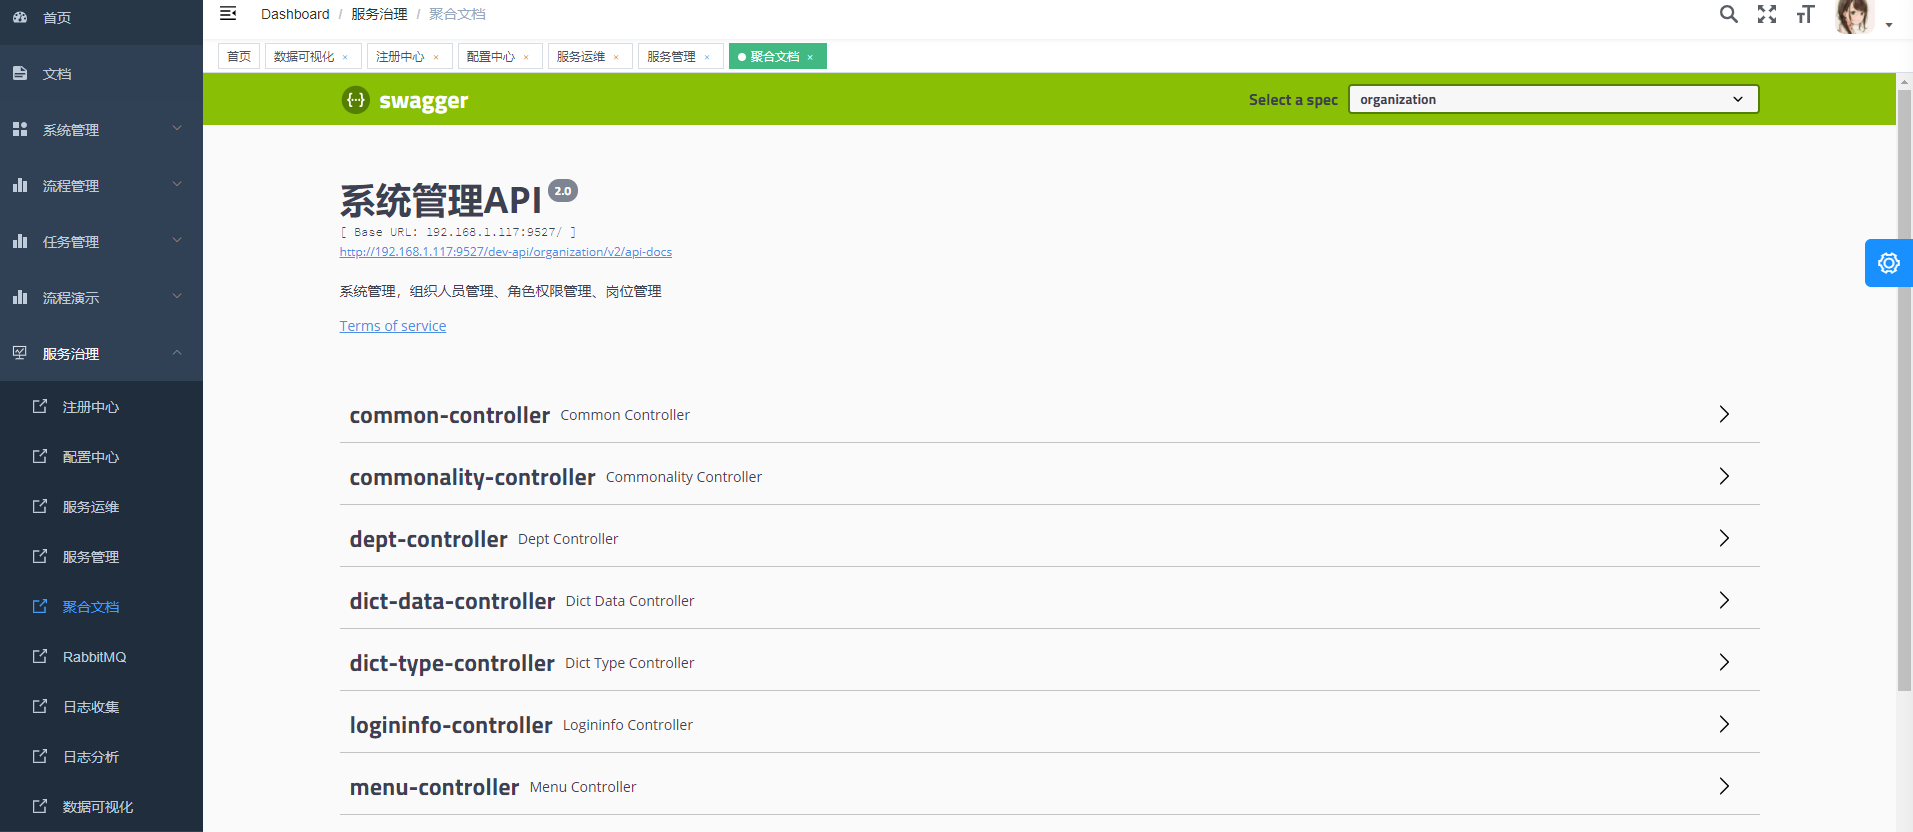 首页
文档
系统管理
流程管理
任务管理
流程演示
服务治理
注册中心
配置中心
服务运维
服务管理
聚合文档
RabbitMQ
日志收集
日志分析
数据可视化
Dashboard / 服务治理 / 聚合文档
首页 数据可视化 × 注册中心 × 配置中心 × 服务运维 × 服务管理 × 聚合文档 ×
{··} swagger
Select a spec organization
系统管理API 2.0
[ Base URL: 192.168.1.117:9527/ ]
http://192.168.1.117:9527/dev-api/organization/v2/api-docs
系统管理，组织人员管理、角色权限管理、岗位管理
Terms of service
common-controller Common Controller
commonality-controller Commonality Controller
dept-controller Dept Controller
dict-data-controller Dict Data Controller
dict-type-controller Dict Type Controller
logininfo-controller Logininfo Controller
menu-controller Menu Controller